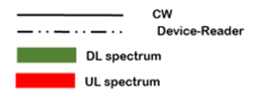 CW
Device-Reader
DL spectrum
UL spectrum